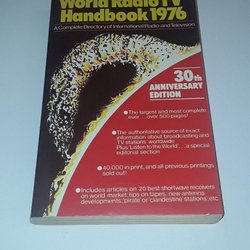 World Radio TV
Handbook 1976
A Complete Directory of International Radio and Television
30th
ANNIVERSARY
EDITION
The largest and most complete
ever ... over 500 pages!
The authoritative source of exact
information about broadcasting and
TV stations worldwide
Plus 'Listen to the World' ... a special
editorial section
40,000 in print, and all previous printings
sold out!
Includes articles on 20 best shortwave receivers
on world market, tips on tapes, new antenna
developments, 'pirate' or 'clandestine' stations, etc.